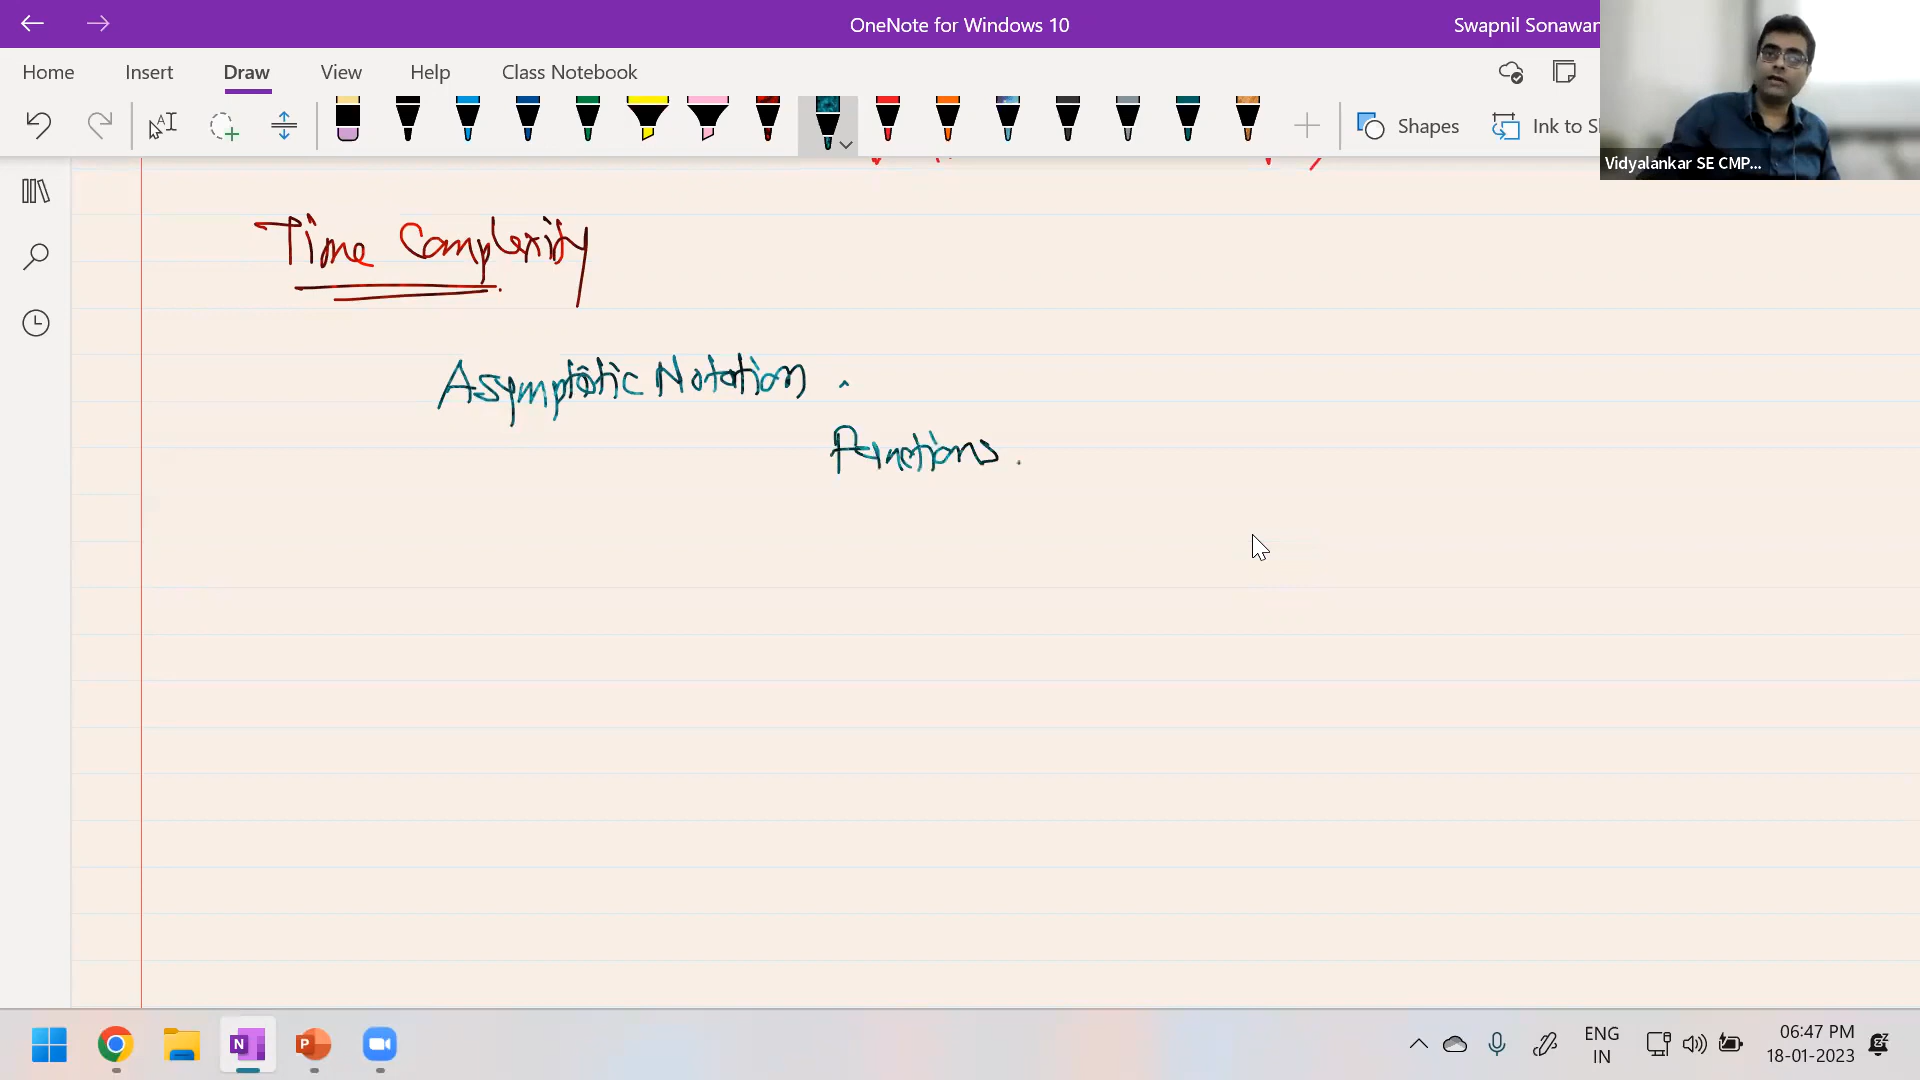 OneNote for Windows 10
Swapnil Sonawan
Home Insert Draw View Help Class Notebook
Shapes
Ink to S
Vidyalankar SE CMP...
Time Complexity
Asymptotic Notation
Functions.
ENG
IN
06:47 PM
18-01-2023